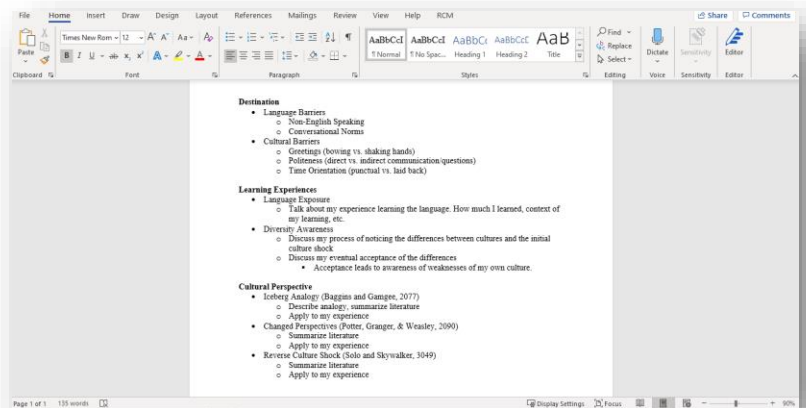 File Home Insert Draw Design Layout References Mailings Review View Help RCM Share Comments
Paste Times New Rom 12 A A Aa A AaBbCcI AaBbCcI AaBbCc AaBbCcC AaB Find Replace Select Dictate Sensitivity Editor
B I U ab x₂ x² A A ¶ Normal ¶ No Spac... Heading 1 Heading 2 Title
Clipboard Font Paragraph Styles Editing Voice Sensitivity Editor
Destination
• Language Barriers
o Non-English Speaking
o Conversational Norms
• Cultural Barriers
o Greetings (bowing vs. shaking hands)
o Politeness (direct vs. indirect communication/questions)
o Time Orientation (punctual vs. laid back)
Learning Experiences
• Language Exposure
o Talk about my experience learning the language. How much I learned, context of
my learning, etc.
• Diversity Awareness
o Discuss my process of noticing the differences between cultures and the initial
culture shock
o Discuss my eventual acceptance of the differences
▪ Acceptance leads to awareness of weaknesses of my own culture.
Cultural Perspective
• Iceberg Analogy (Baggins and Gamgee, 2077)
o Describe analogy, summarize literature
o Apply to my experience
• Changed Perspectives (Potter, Granger, & Weasley, 2090)
o Summarize literature
o Apply to my experience
• Reverse Culture Shock (Solo and Skywalker, 3049)
o Summarize literature
o Apply to my experience
Page 1 of 1 135 words Display Settings Focus 90%